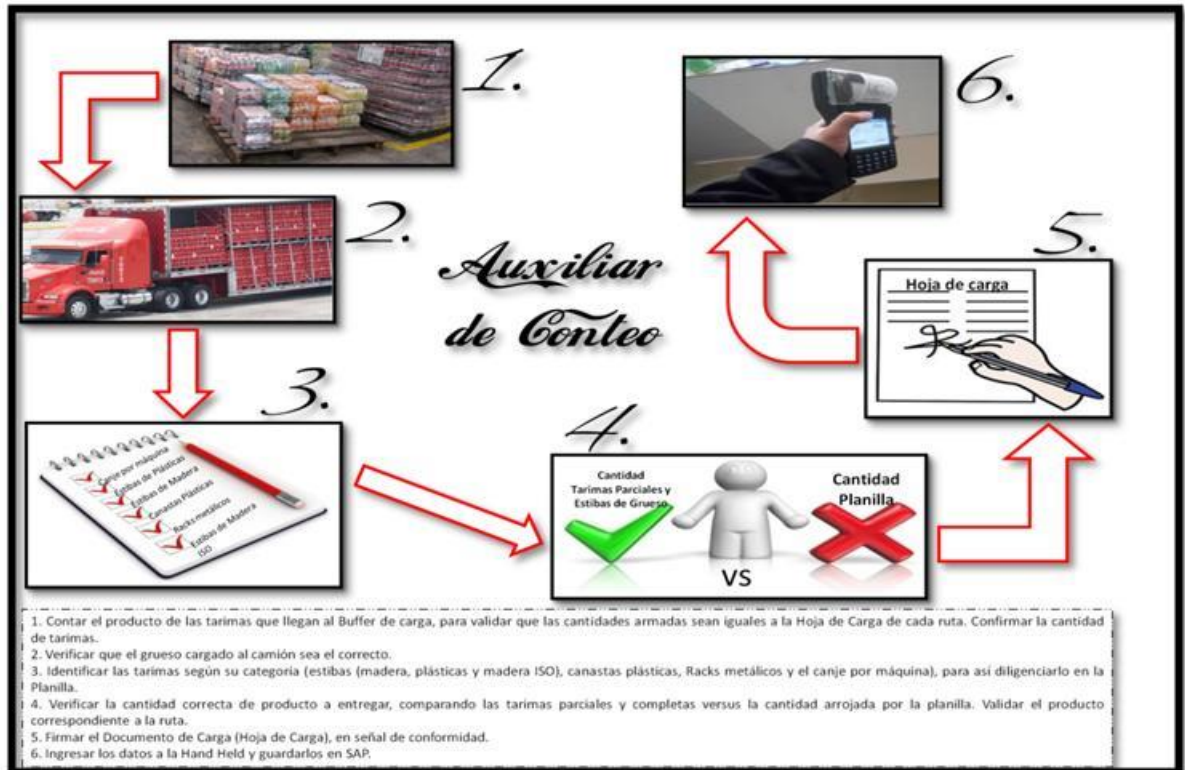 1.
6.
2.
5.
Auxiliar
de Conteo
Hoja de carga
3.
4.
Canje por máquina
Estibas de Plásticas
Estibas de Madera
Canastas Plásticas
Racks metálicos
Estibas de Madera
ISO
Cantidad
Tarimas Parciales y
Estibas de Grueso
Cantidad
Planilla
VS
1. Contar el producto de las tarimas que llegan al Buffer de carga, para validar que las cantidades armadas sean iguales a la Hoja de Carga de cada ruta. Confirmar la cantidad
de tarimas.
2. Verificar que el grueso cargado al camión sea el correcto.
3. Identificar las tarimas según su categoría (estibas (madera, plásticas y madera ISO), canastas plásticas, Racks metálicos y el canje por máquina), para así diligenciarlo en la
Planilla.
4. Verificar la cantidad correcta de producto a entregar, comparando las tarimas parciales y completas versus la cantidad arrojada por la planilla. Validar el producto
correspondiente a la ruta.
5. Firmar el Documento de Carga (Hoja de Carga), en señal de conformidad.
6. Ingresar los datos a la Hand Held y guardarlos en SAP.